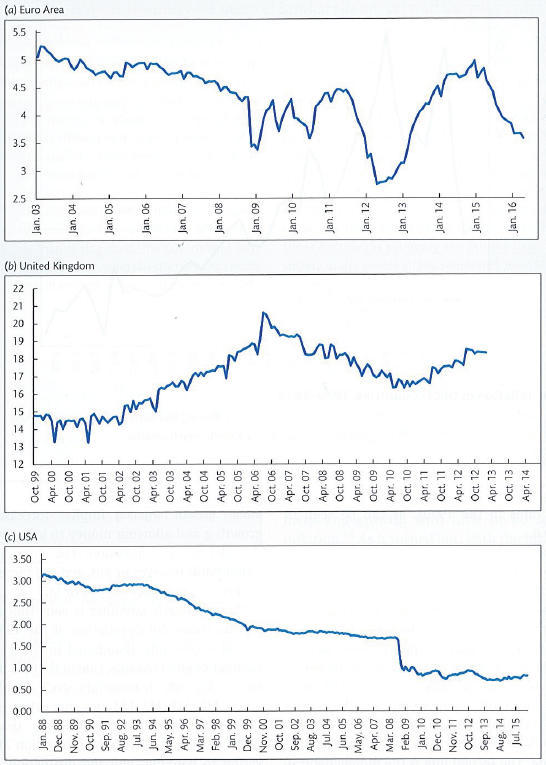 (a) Euro Area
5.5
5
4.5
4
3.5
3
2.5
Jan. 03
Jan. 04
Jan. 05
Jan. 06
Jan. 07
Jan. 08
Jan. 09
Jan. 10
Jan. 11
Jan. 12
Jan. 13
Jan. 14
Jan. 15
Jan. 16
(b) United Kingdom
22
21
20
19
18
17
16
15
14
13
12
Oct. 99
Apr. 00
Oct. 00
Apr. 01
Oct. 01
Apr. 02
Oct. 02
Apr. 03
Oct. 03
Apr. 04
Oct. 04
Apr. 05
Oct. 05
Apr. 06
Oct. 06
Apr. 07
Oct. 07
Apr. 08
Oct. 08
Apr. 09
Oct. 09
Apr. 10
Oct. 10
Apr. 11
Oct. 11
Apr. 12
Oct. 12
Apr. 13
Oct. 13
Apr. 14
(c) USA
3.50
3.00
2.50
2.00
1.50
1.00
0.50
0.00
Jan. 88
Dec. 88
Nov. 89
Oct. 90
Sep. 91
Aug. 92
Jul. 93
Jun. 94
May. 95
Apr. 96
Mar. 97
Feb. 98
Jan. 99
Dec. 99
Nov. 00
Oct. 01
Sep. 02
Aug. 03
Jul. 04
Jun. 05
May. 06
Apr. 07
Mar. 08
Feb. 09
Jan. 10
Dec. 10
Nov. 11
Oct. 12
Sep. 13
Aug. 14
Jul. 15